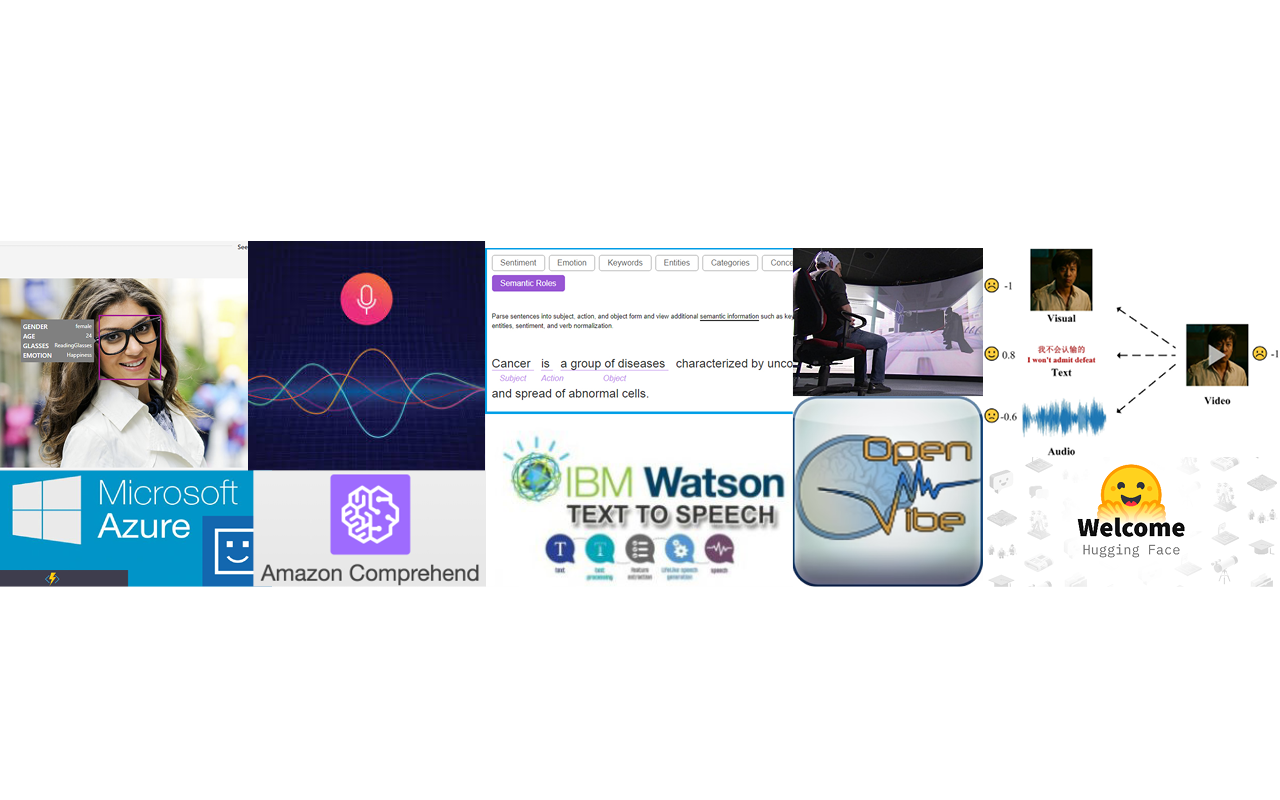 See
GENDER female
AGE 24
GLASSES ReadingGlasses
EMOTION Happiness
Microsoft
Azure
Amazon Comprehend
Sentiment Emotion Keywords Entities Categories Conce
Semantic Roles
Parse sentences into subject, action, and object form and view additional semantic information such as key
entities, sentiment, and verb normalization.
Cancer is a group of diseases characterized by unco
Subject Action Object
and spread of abnormal cells.
IBM Watson
TEXT TO SPEECH
T T
text text processing feature extraction LifeLike speech generation speech
Open
Vibe
-1
Visual
0.8
我不会认输的
I won't admit defeat
Text
-0.6
Audio
-1
Video
Welcome
Hugging Face